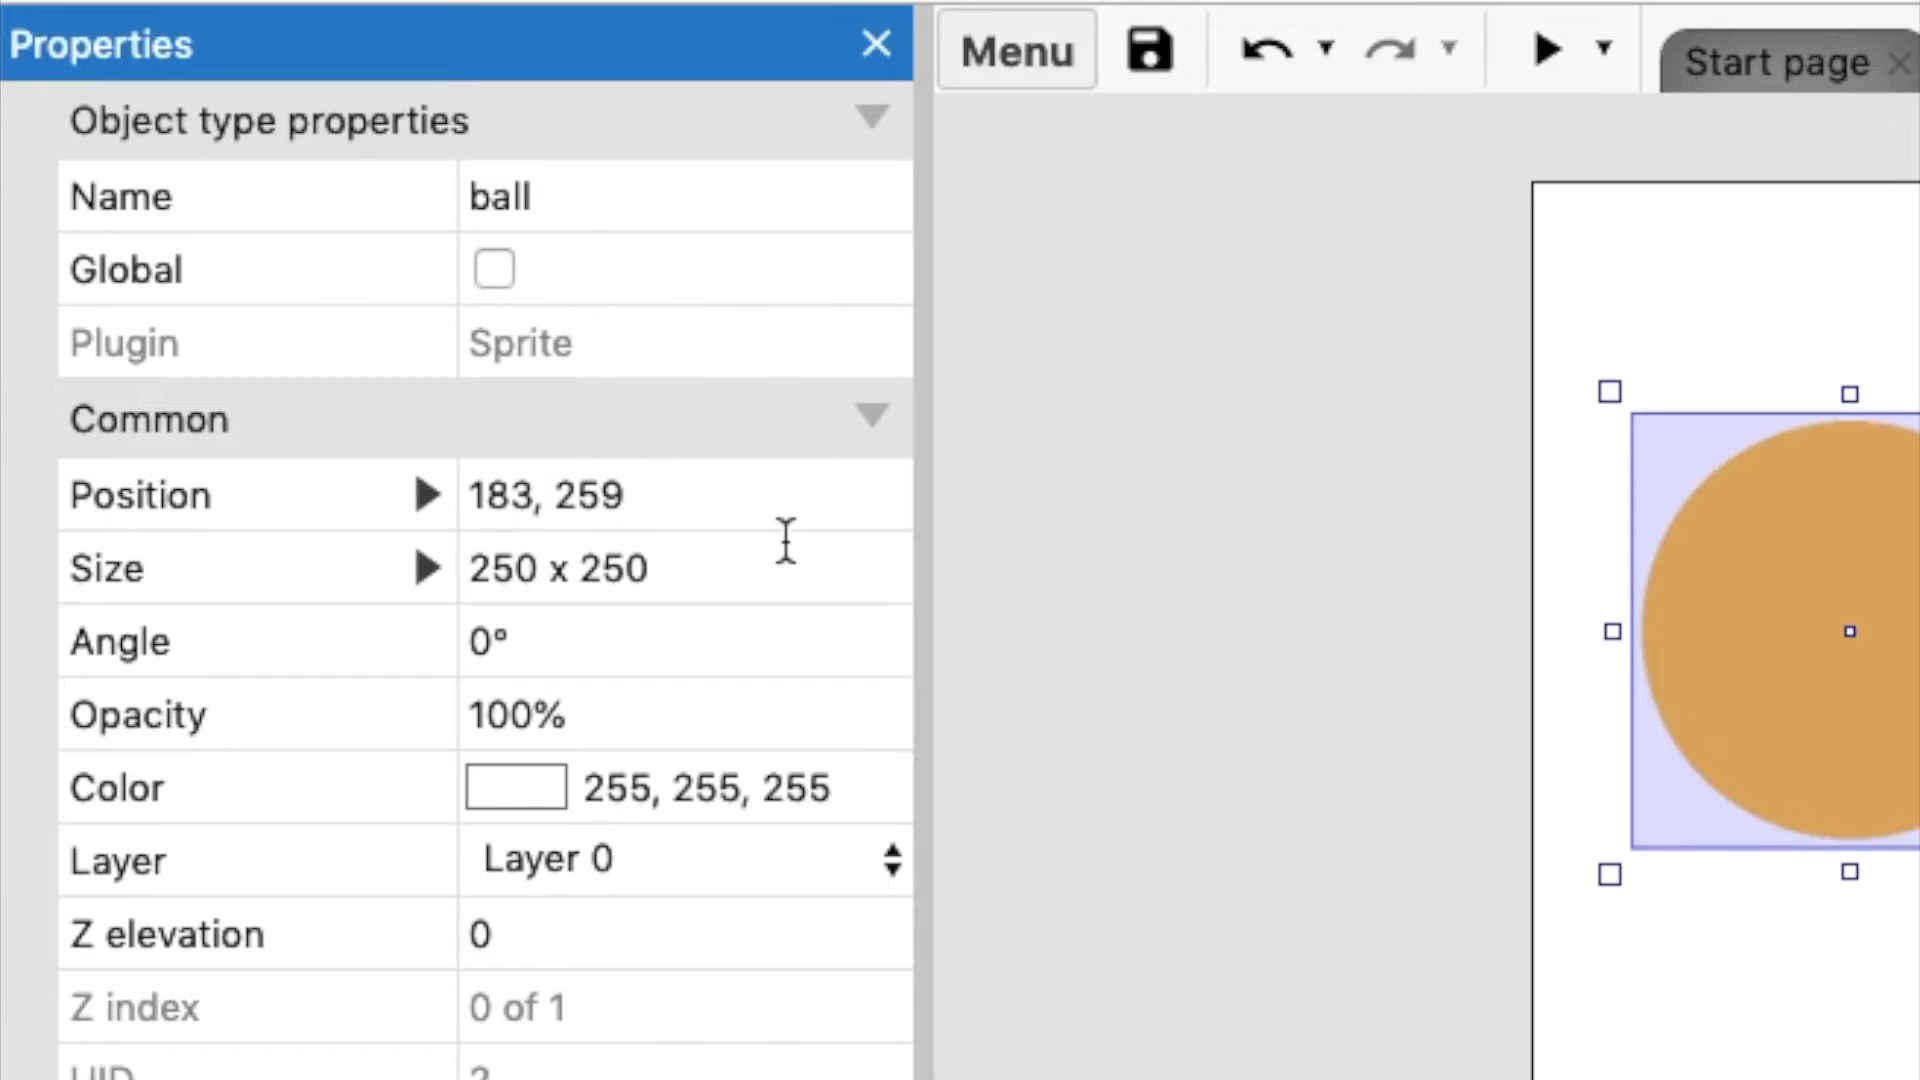 Properties
Menu
Start page
Object type properties
Name ball
Global
Plugin Sprite
Common
Position 183, 259
Size 250 x 250
Angle 0°
Opacity 100%
Color 255, 255, 255
Layer Layer 0
Z elevation 0
Z index 0 of 1
UID